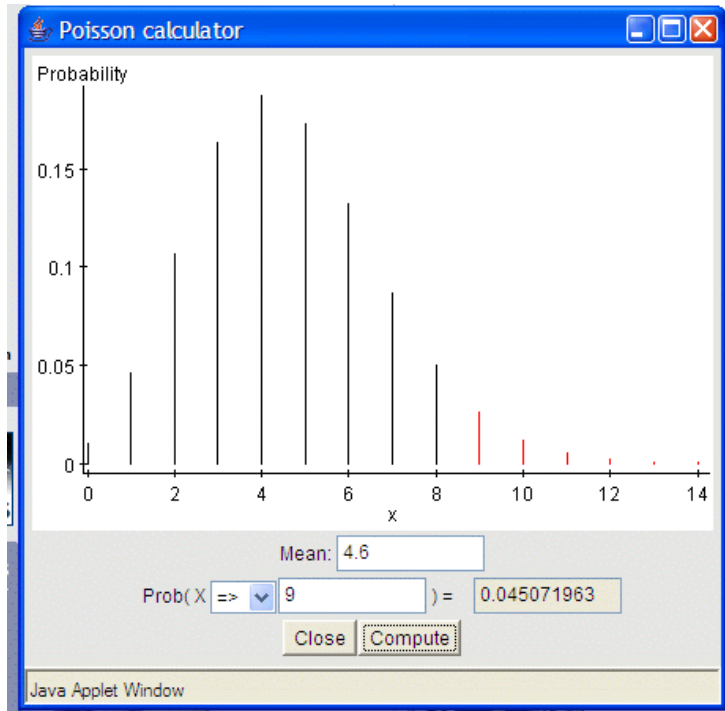 Poisson calculator
Probability
0.15
0.1
0.05
0
0 2 4 6 8 10 12 14
X
Mean: 4.6
Prob( X => 9 ) = 0.045071963
Close Compute
Java Applet Window